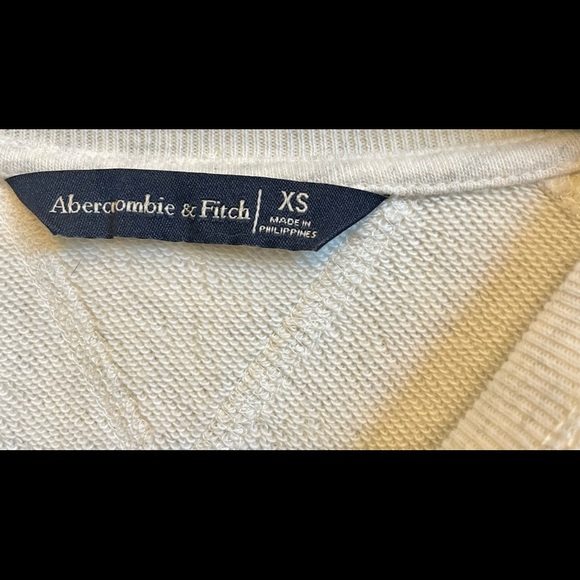 Abercrombie & Fitch
XS
MADE IN
PHILIPPINES